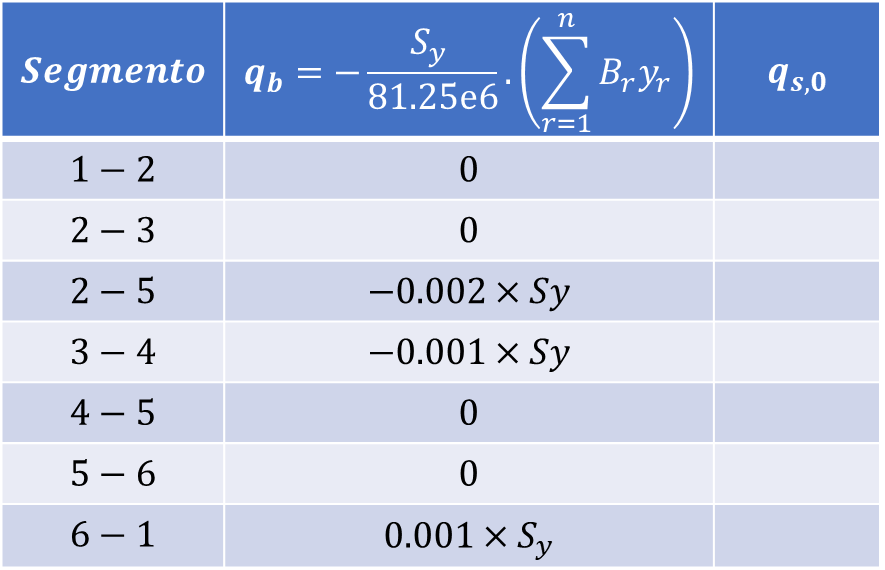 Segmento q_b = −S_y/81.25e6 . (∑_{r=1}^{n} B_r y_r) q_{s,0}
1 − 2 0
2 − 3 0
2 − 5 −0.002 × Sy
3 − 4 −0.001 × Sy
4 − 5 0
5 − 6 0
6 − 1 0.001 × S_y